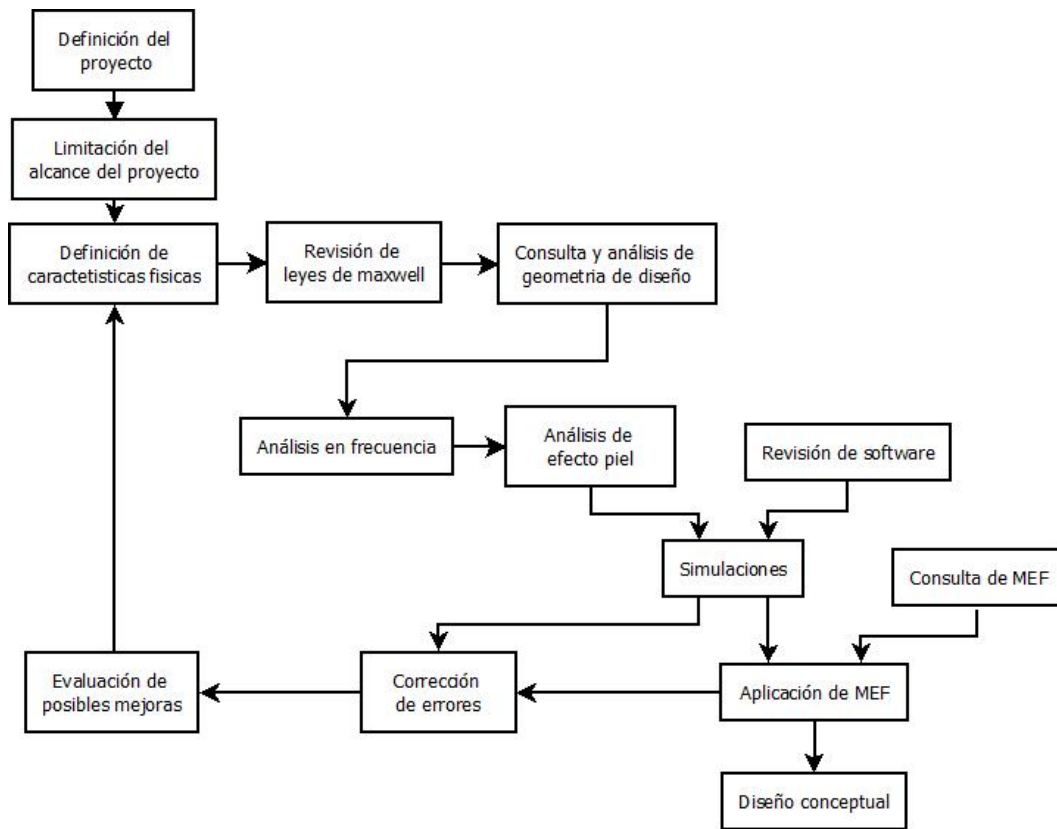 Definición del
proyecto
Limitación del
alcance del proyecto
Definición de
caractetisticas fisicas
Revisión de
leyes de maxwell
Consulta y análisis de
geometria de diseño
Análisis en frecuencia
Análisis de
efecto piel
Revisión de software
Simulaciones
Consulta de MEF
Evaluación de
posibles mejoras
Corrección
de errores
Aplicación de MEF
Diseño conceptual